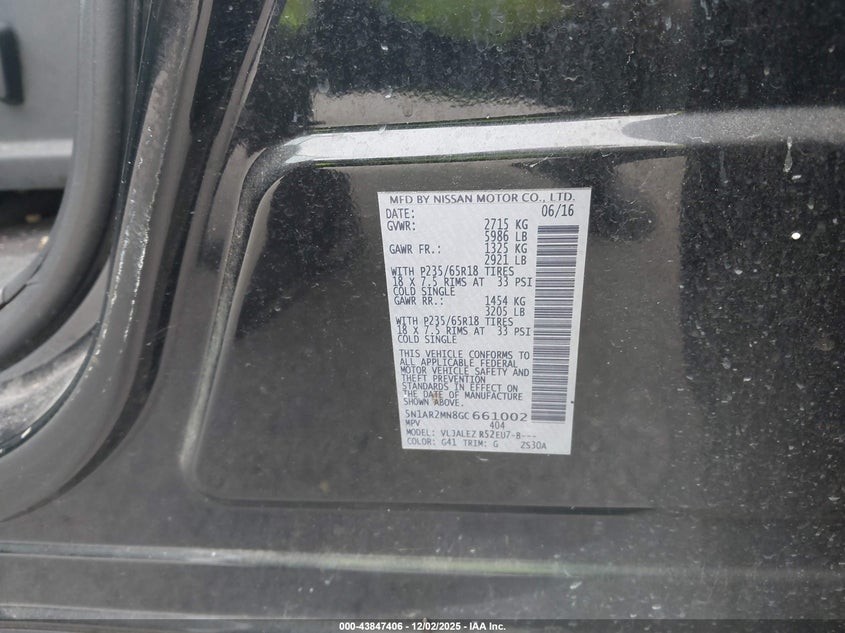 MFD BY NISSAN MOTOR CO., LTD.
DATE: 06/16
GVWR: 2715 KG
5986 LB
GAWR FR.: 1325 KG
2921 LB
WITH P235/65R18 TIRES
18 X 7.5 RIMS AT 33 PSI
COLD SINGLE
GAWR RR.: 1454 KG
3205 LB
WITH P235/65R18 TIRES
18 X 7.5 RIMS AT 33 PSI
COLD SINGLE
THIS VEHICLE CONFORMS TO
ALL APPLICABLE FEDERAL
MOTOR VEHICLE SAFETY AND
THEFT PREVENTION
STANDARDS IN EFFECT ON
THE DATE OF MANUFACTURE
SHOWN ABOVE.
5N1AR2MN8GC661002
MPV 404
MODEL: VLJALEZ R52EU7-B---
COLOR: G41 TRIM: G ZS30A
000-43847406 - 12/02/2025 - IAA Inc.